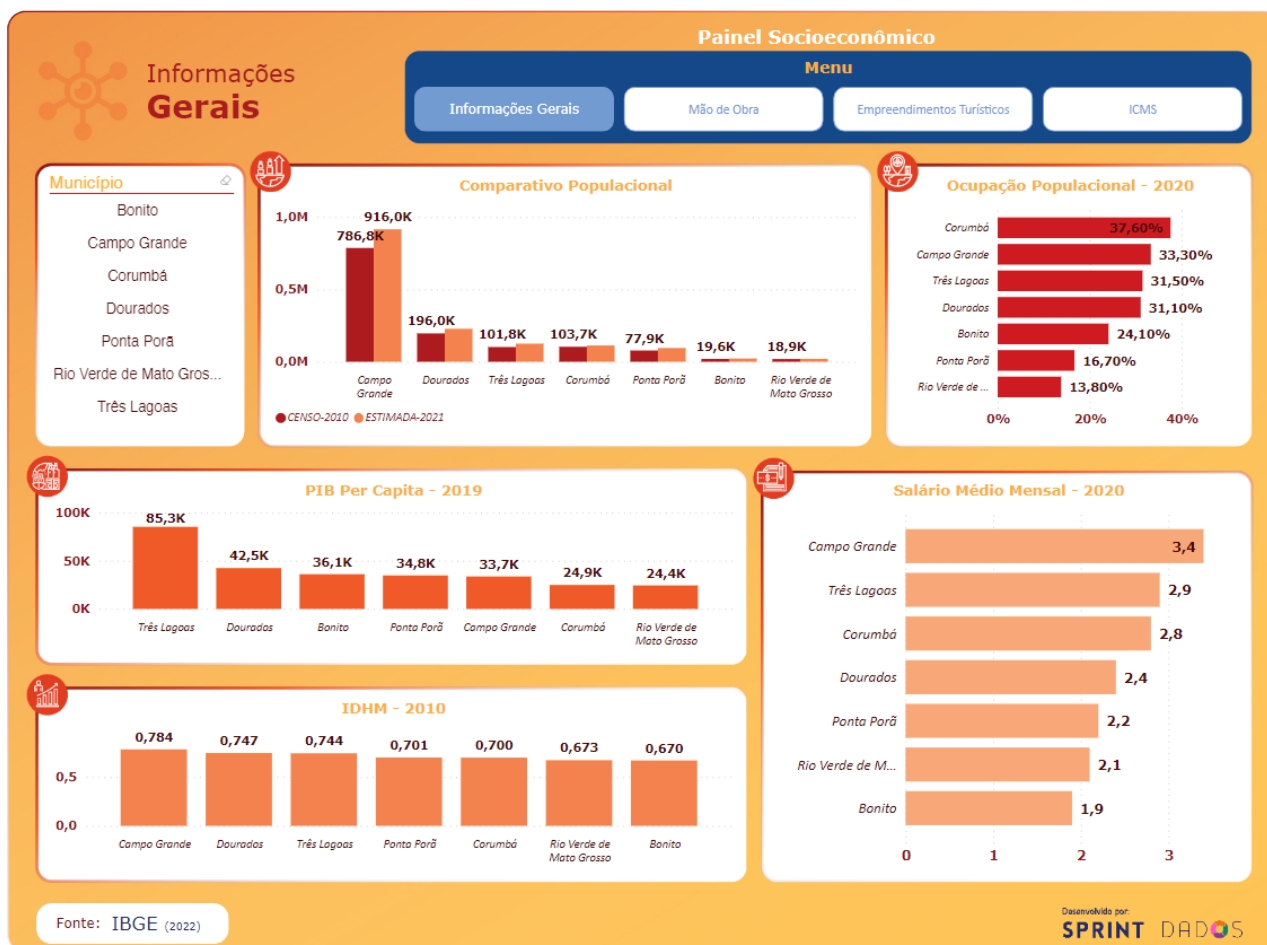 Painel Socioeconômico
Informações
Gerais
Menu
Informações Gerais
Mão de Obra
Empreendimentos Turísticos
ICMS
Município
Bonito
Campo Grande
Corumbá
Dourados
Ponta Porã
Rio Verde de Mato Gros...
Três Lagoas
Comparativo Populacional
1,0M
0,5M
0,0M
786,8K
916,0K
196,0K
101,8K
103,7K
77,9K
19,6K
18,9K
Campo
Grande
Dourados
Três Lagoas
Corumbá
Ponta Porã
Bonito
Rio Verde de
Mato Grosso
CENSO-2010
ESTIMADA-2021
Ocupação Populacional - 2020
Corumbá 37,60%
Campo Grande 33,30%
Três Lagoas 31,50%
Dourados 31,10%
Bonito 24,10%
Ponta Porã 16,70%
Rio Verde de ... 13,80%
0% 20% 40%
PIB Per Capita - 2019
100K
50K
0K
85,3K
42,5K
36,1K
34,8K
33,7K
24,9K
24,4K
Três Lagoas
Dourados
Bonito
Ponta Porã
Campo Grande
Corumbá
Rio Verde de
Mato Grosso
IDHM - 2010
0,5
0,0
0,784
0,747
0,744
0,701
0,700
0,673
0,670
Campo Grande
Dourados
Três Lagoas
Ponta Porã
Corumbá
Rio Verde de
Mato Grosso
Bonito
Salário Médio Mensal - 2020
Campo Grande 3,4
Três Lagoas 2,9
Corumbá 2,8
Dourados 2,4
Ponta Porã 2,2
Rio Verde de M... 2,1
Bonito 1,9
0 1 2 3
Fonte: IBGE (2022)
Desenvolvido por:
SPRINT DADOS